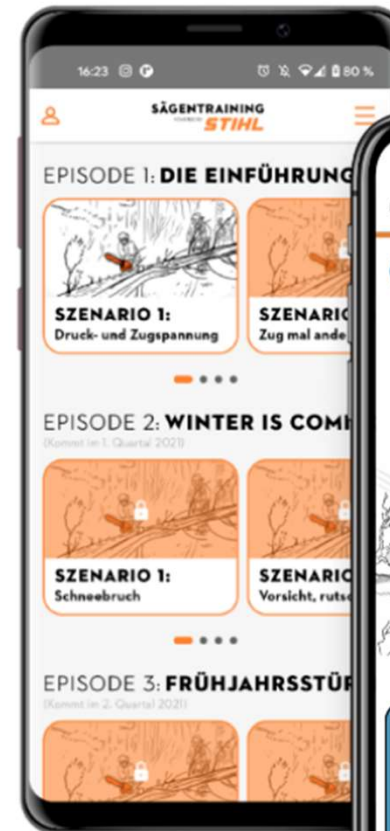 16:23 80 %
SÄGENTRAINING
STIHL
EPISODE 1: DIE EINFÜHRUNG
SZENARIO 1:
Druck- und Zugspannung
SZENARIO
Zug mal ande
EPISODE 2: WINTER IS COMI
(Kommt im 1. Quartal 2021)
SZENARIO 1:
Schneebruch
SZENARIO
Vorsicht, rutsc
EPISODE 3: FRÜHJAHRSSTÜR
(Kommt im 2. Quartal 2021)